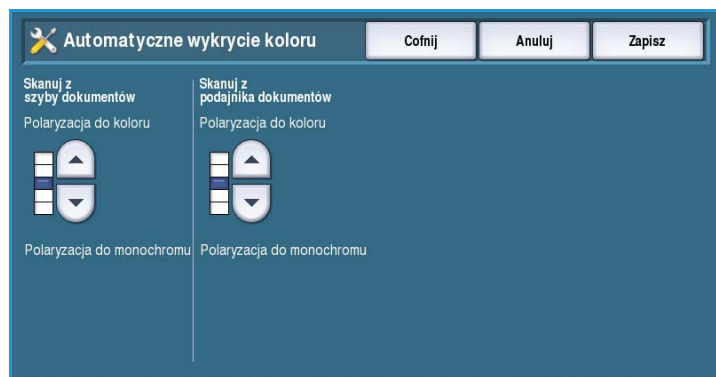 Automatyczne wykrycie koloru
Cofnij
Anuluj
Zapisz
Skanuj z
szyby dokumentów
Polaryzacja do koloru
Polaryzacja do monochromu
Skanuj z
podajnika dokumentów
Polaryzacja do koloru
Polaryzacja do monochromu